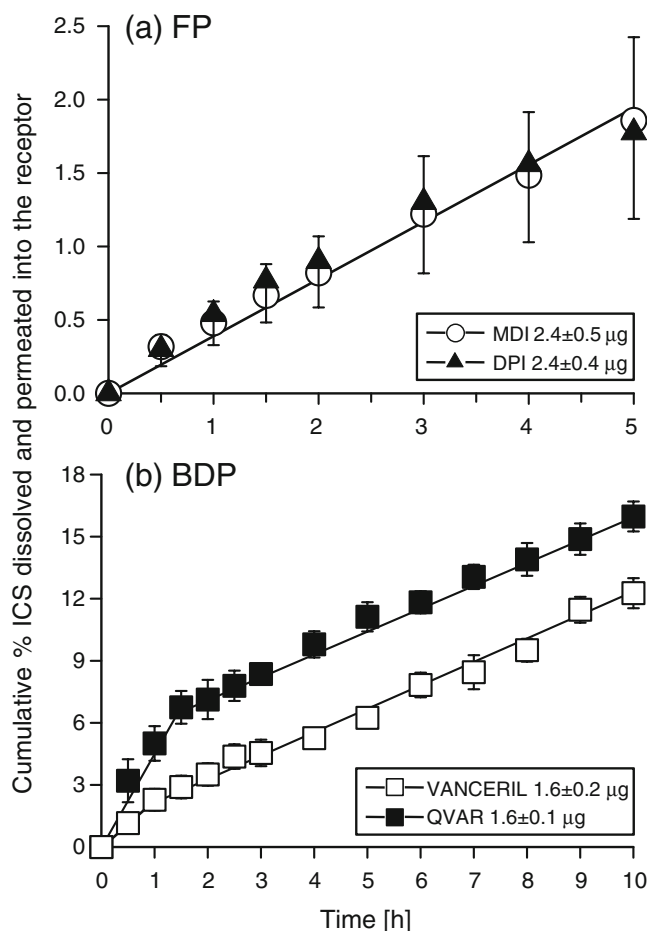 Cumulative % ICS dissolved and permeated into the receptor
(a) FP
2.5
2.0
1.5
1.0
0.5
0.0
0 1 2 3 4 5
MDI 2.4±0.5 µg
DPI 2.4±0.4 µg
(b) BDP
18
15
12
9
6
3
0
0 1 2 3 4 5 6 7 8 9 10
VANCERIL 1.6±0.2 µg
QVAR 1.6±0.1 µg
Time [h]